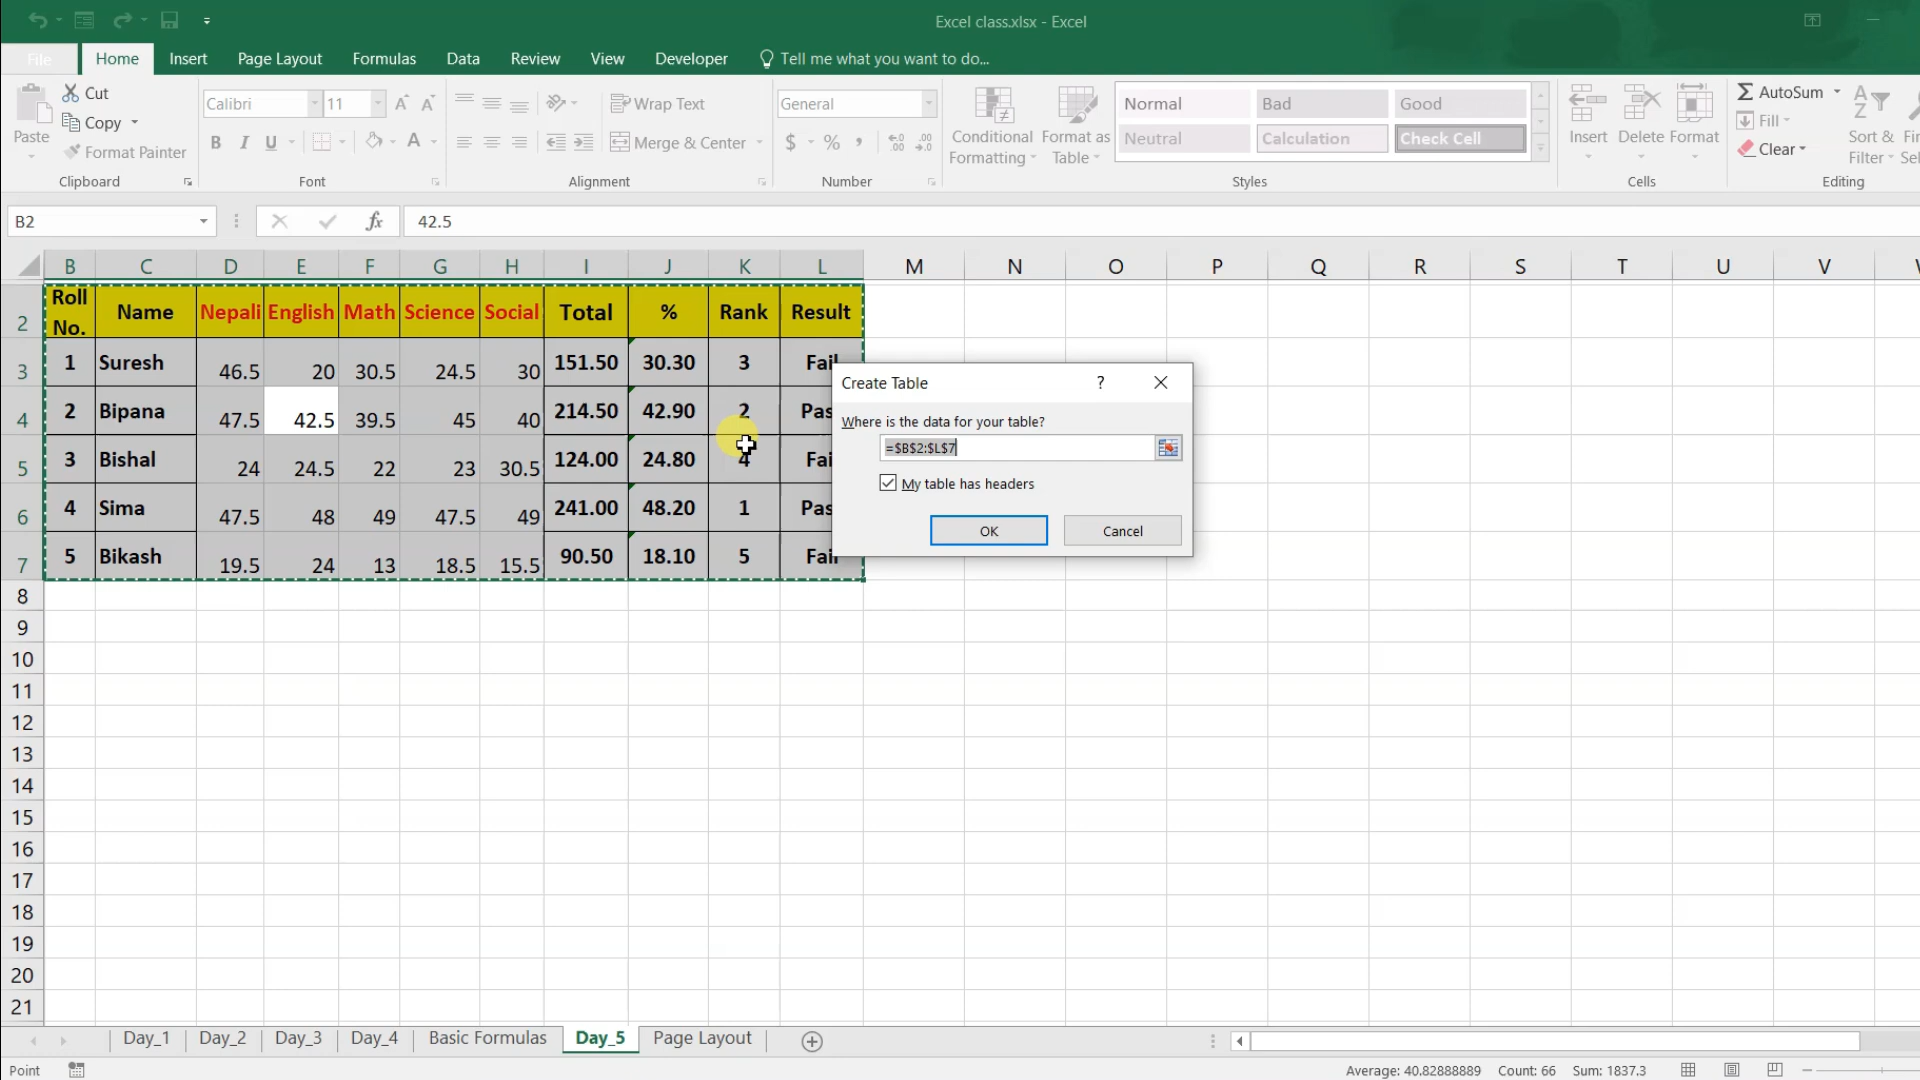 Excel class.xlsx - Excel
File Home Insert Page Layout Formulas Data Review View Developer Tell me what you want to do...
Paste Cut Copy Format Painter
Calibri 11
B I U A
Wrap Text
Merge & Center
General
$ % ,
Conditional Formatting
Format as Table
Normal Bad Good
Neutral Calculation Check Cell
Insert Delete Format
AutoSum
Fill
Clear
Sort & Filter
Clipboard Font Alignment Number Styles Cells Editing
B2 fx 42.5
B C D E F G H I J K L M N O P Q R S T U V
2 Roll No. Name Nepali English Math Science Social Total % Rank Result
3 1 Suresh 46.5 20 30.5 24.5 30 151.50 30.30 3 Fail
4 2 Bipana 47.5 42.5 39.5 45 40 214.50 42.90 2 Pas
5 3 Bishal 24 24.5 22 23 30.5 124.00 24.80 4 Fai
6 4 Sima 47.5 48 49 47.5 49 241.00 48.20 1 Pas
7 5 Bikash 19.5 24 13 18.5 15.5 90.50 18.10 5 Fail
Create Table ?
Where is the data for your table?
=$B$2:$L$7
My table has headers
OK Cancel
8
9
10
11
12
13
14
15
16
17
18
19
20
21
Day_1 Day_2 Day_3 Day_4 Basic Formulas Day_5 Page Layout
Point Average: 40.82888889 Count: 66 Sum: 1837.3